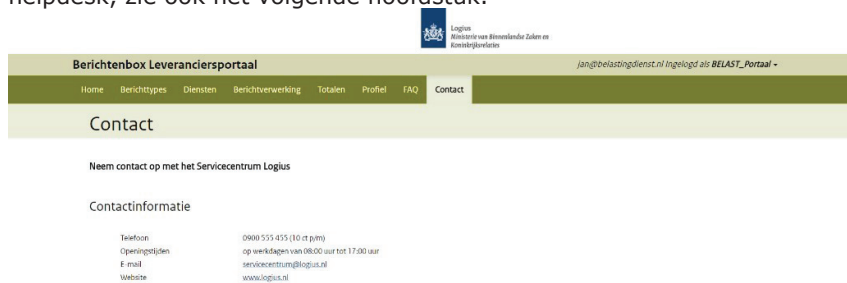 helpdesk, zie ook het volgende hoofdstuk.
Logius
Ministerie van Binnenlandse Zaken en
Koninkrijksrelaties
Berichtenbox Leveranciersportaal
jan@belastingdienst.nl Ingelogd als BELAST_Portaal
Home Berichttypes Diensten Berichtverwerking Totalen Profiel FAQ Contact
Contact
Neem contact op met het Servicecentrum Logius
Contactinformatie
Telefoon 0900 555 455 (10 ct p/m)
Openingstijden op werkdagen van 08:00 uur tot 17:00 uur
E-mail servicecentrum@logius.nl
Website www.logius.nl